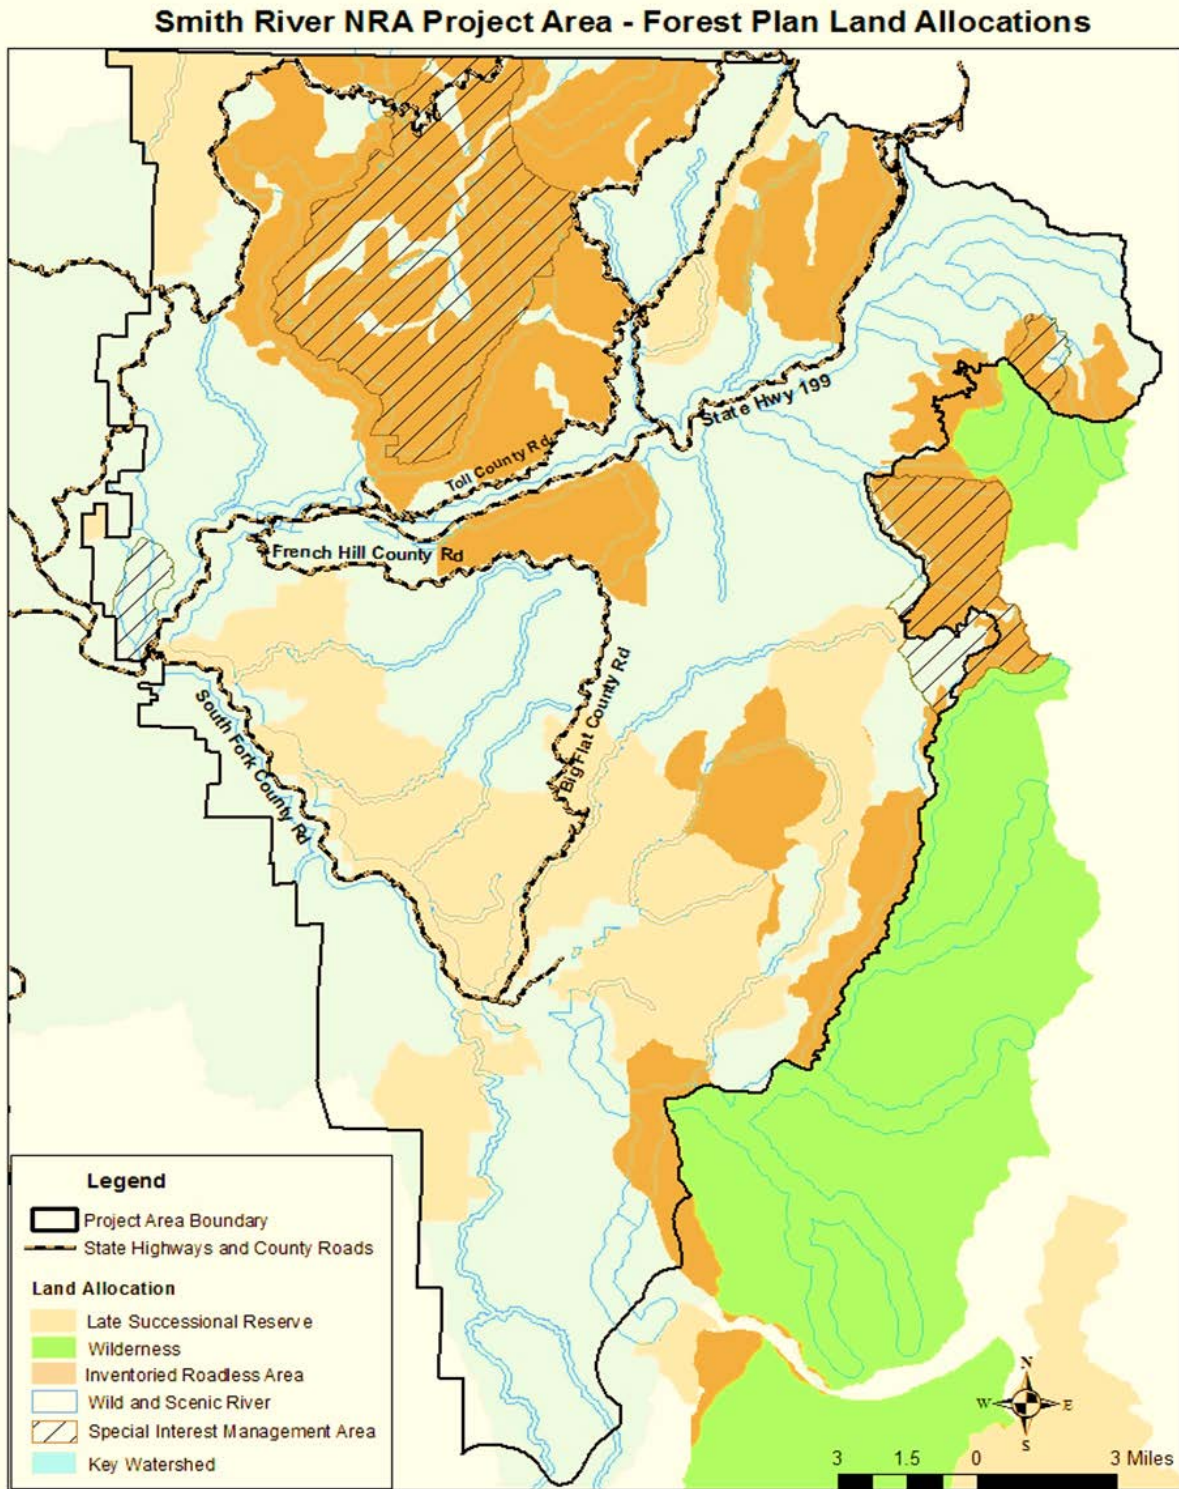 Smith River NRA Project Area - Forest Plan Land Allocations
State Hwy 199
Toll County Rd
French Hill County Rd
Big Flat County Rd
South Fork County Rd
Legend
Project Area Boundary
State Highways and County Roads
Land Allocation
Late Successional Reserve
Wilderness
Inventoried Roadless Area
Wild and Scenic River
Special Interest Management Area
Key Watershed
N
W E
S
3 1.5 0 3 Miles